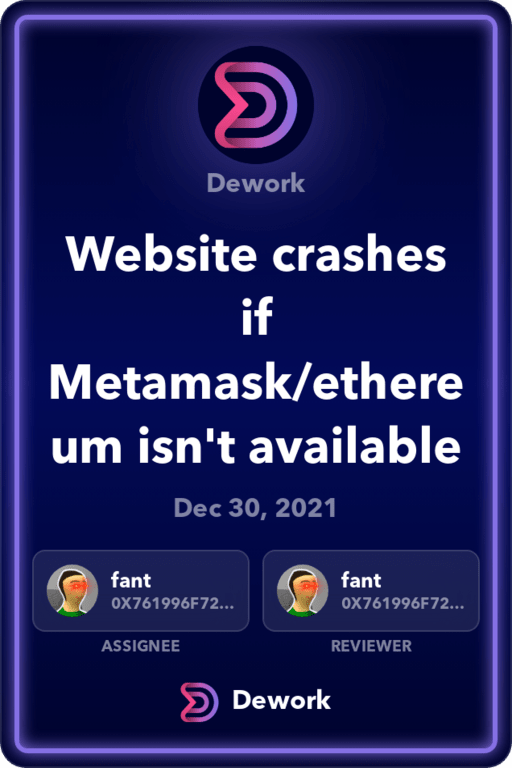 Dework
Website crashes
if
Metamask/ethere
um isn't available
Dec 30, 2021
fant
0X761996F72...
ASSIGNEE
fant
0X761996F72...
REVIEWER
Dework